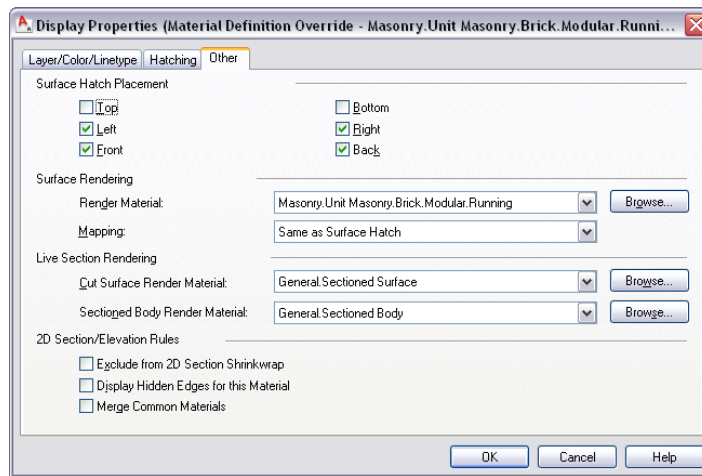 Display Properties (Material Definition Override - Masonry.Unit Masonry.Brick.Modular.Runni...
Layer/Color/Linetype Hatching Other
Surface Hatch Placement
Top Bottom
Left Right
Front Back
Surface Rendering
Render Material: Masonry.Unit Masonry.Brick.Modular.Running Browse...
Mapping: Same as Surface Hatch
Live Section Rendering
Cut Surface Render Material: General.Sectioned Surface Browse...
Sectioned Body Render Material: General.Sectioned Body Browse...
2D Section/Elevation Rules
Exclude from 2D Section Shrinkwrap
Display Hidden Edges for this Material
Merge Common Materials
OK Cancel Help